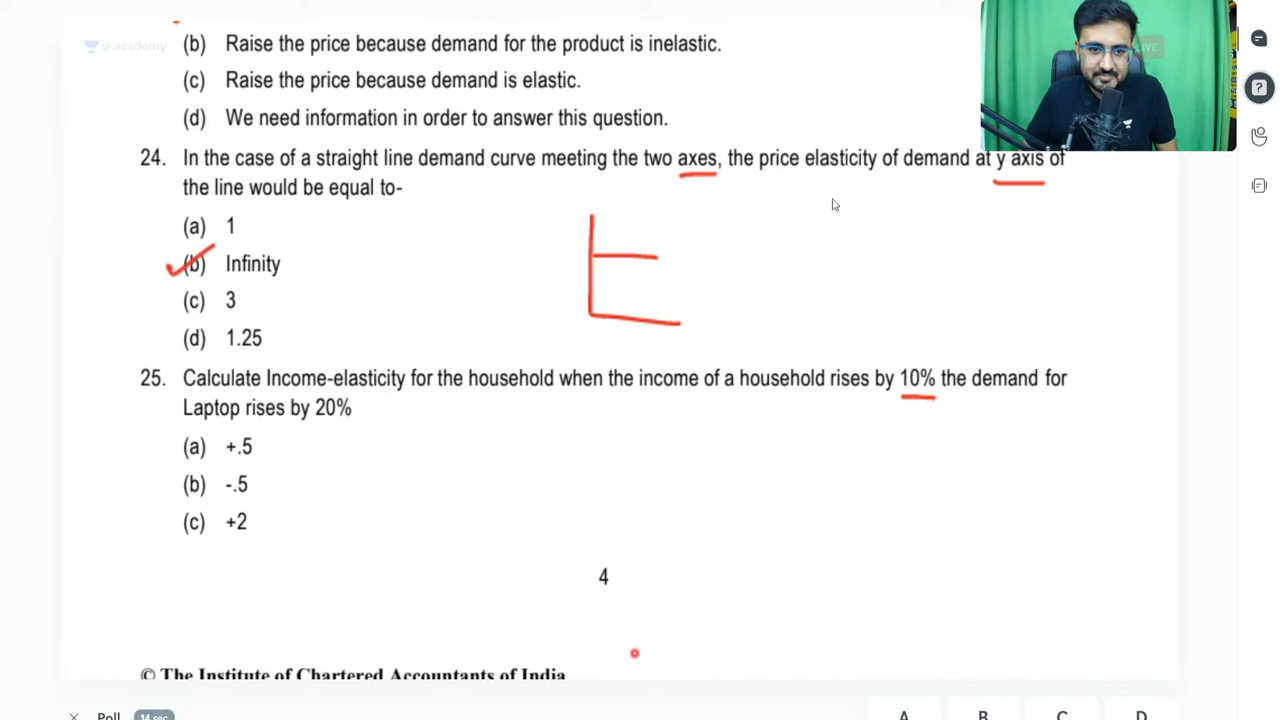 unacademy
LIVE
(b) Raise the price because demand for the product is inelastic.
(c) Raise the price because demand is elastic.
(d) We need information in order to answer this question.
24. In the case of a straight line demand curve meeting the two axes, the price elasticity of demand at y axis of
the line would be equal to-
(a) 1
(b) Infinity
(c) 3
(d) 1.25
25. Calculate Income-elasticity for the household when the income of a household rises by 10% the demand for
Laptop rises by 20%
(a) +.5
(b) -.5
(c) +2
4
© The Institute of Chartered Accountants of India
× Poll 14 sec A B C D